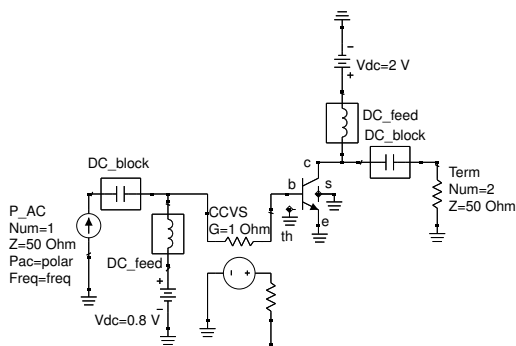 −
Vdc=2 V
+
DC_feed
DC_block
c
DC_block
b
s
Term
Num=2
Z=50 Ohm
P_AC
Num=1
Z=50 Ohm
Pac=polar
Freq=freq
CCVS
G=1 Ohm
th
e
DC_feed
+
−
Vdc=0.8 V
- +